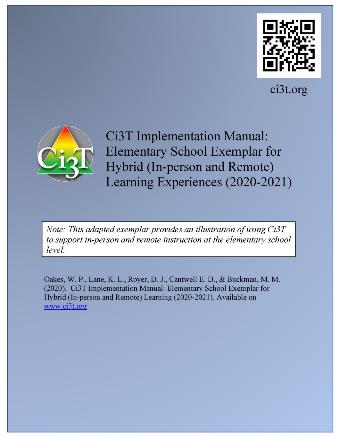 ci3t.org
Ci3T
Ci3T Implementation Manual:
Elementary School Exemplar for
Hybrid (In-person and Remote)
Learning Experiences (2020-2021)
Note: This adapted exemplar provides an illustration of using Ci3T
to support in-person and remote instruction at the elementary school
level.
Oakes, W. P., Lane, K. L., Royer, D. J., Cantwell E. D., & Buckman. M. M.
(2020). Ci3T Implementation Manual: Elementary School Exemplar for
Hybrid (In-person and Remote) Learning (2020-2021). Available on
www.ci3t.org